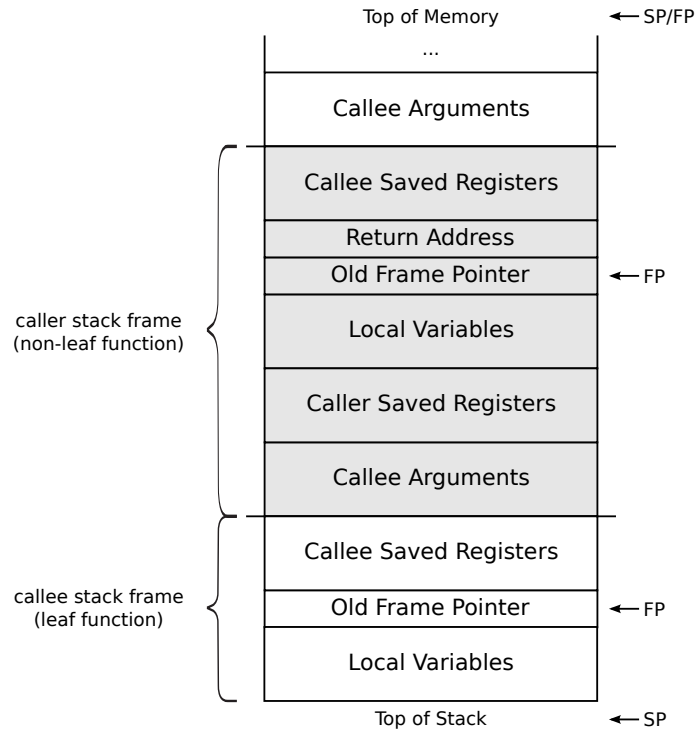 Top of Memory
SP/FP
...
Callee Arguments
Callee Saved Registers
Return Address
Old Frame Pointer
FP
caller stack frame
(non-leaf function)
Local Variables
Caller Saved Registers
Callee Arguments
Callee Saved Registers
callee stack frame
(leaf function)
Old Frame Pointer
FP
Local Variables
Top of Stack
SP